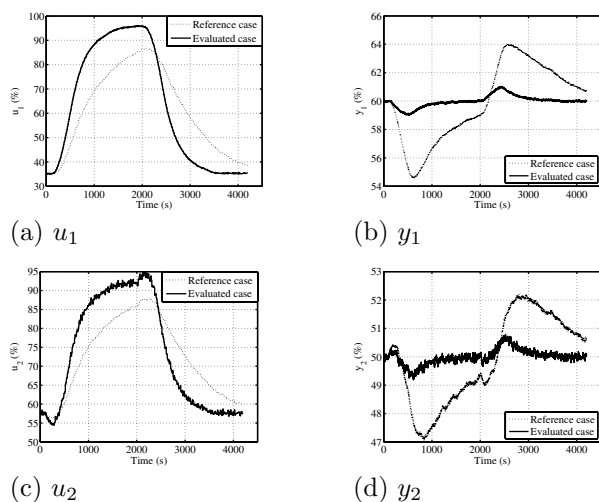 100
90
80
70
60
50
40
30
u1 (%)
0 1000 2000 3000 4000
Time (s)
Reference case
Evaluated case
(a) u1
64
62
60
58
56
54
y1 (%)
0 1000 2000 3000 4000
Time (s)
Reference case
Evaluated case
(b) y1
95
90
85
80
75
70
65
60
55
50
u2 (%)
0 1000 2000 3000 4000
Time (s)
Reference case
Evaluated case
(c) u2
53
52
51
50
49
48
47
y2 (%)
0 1000 2000 3000 4000
Time (s)
Reference case
Evaluated case
(d) y2